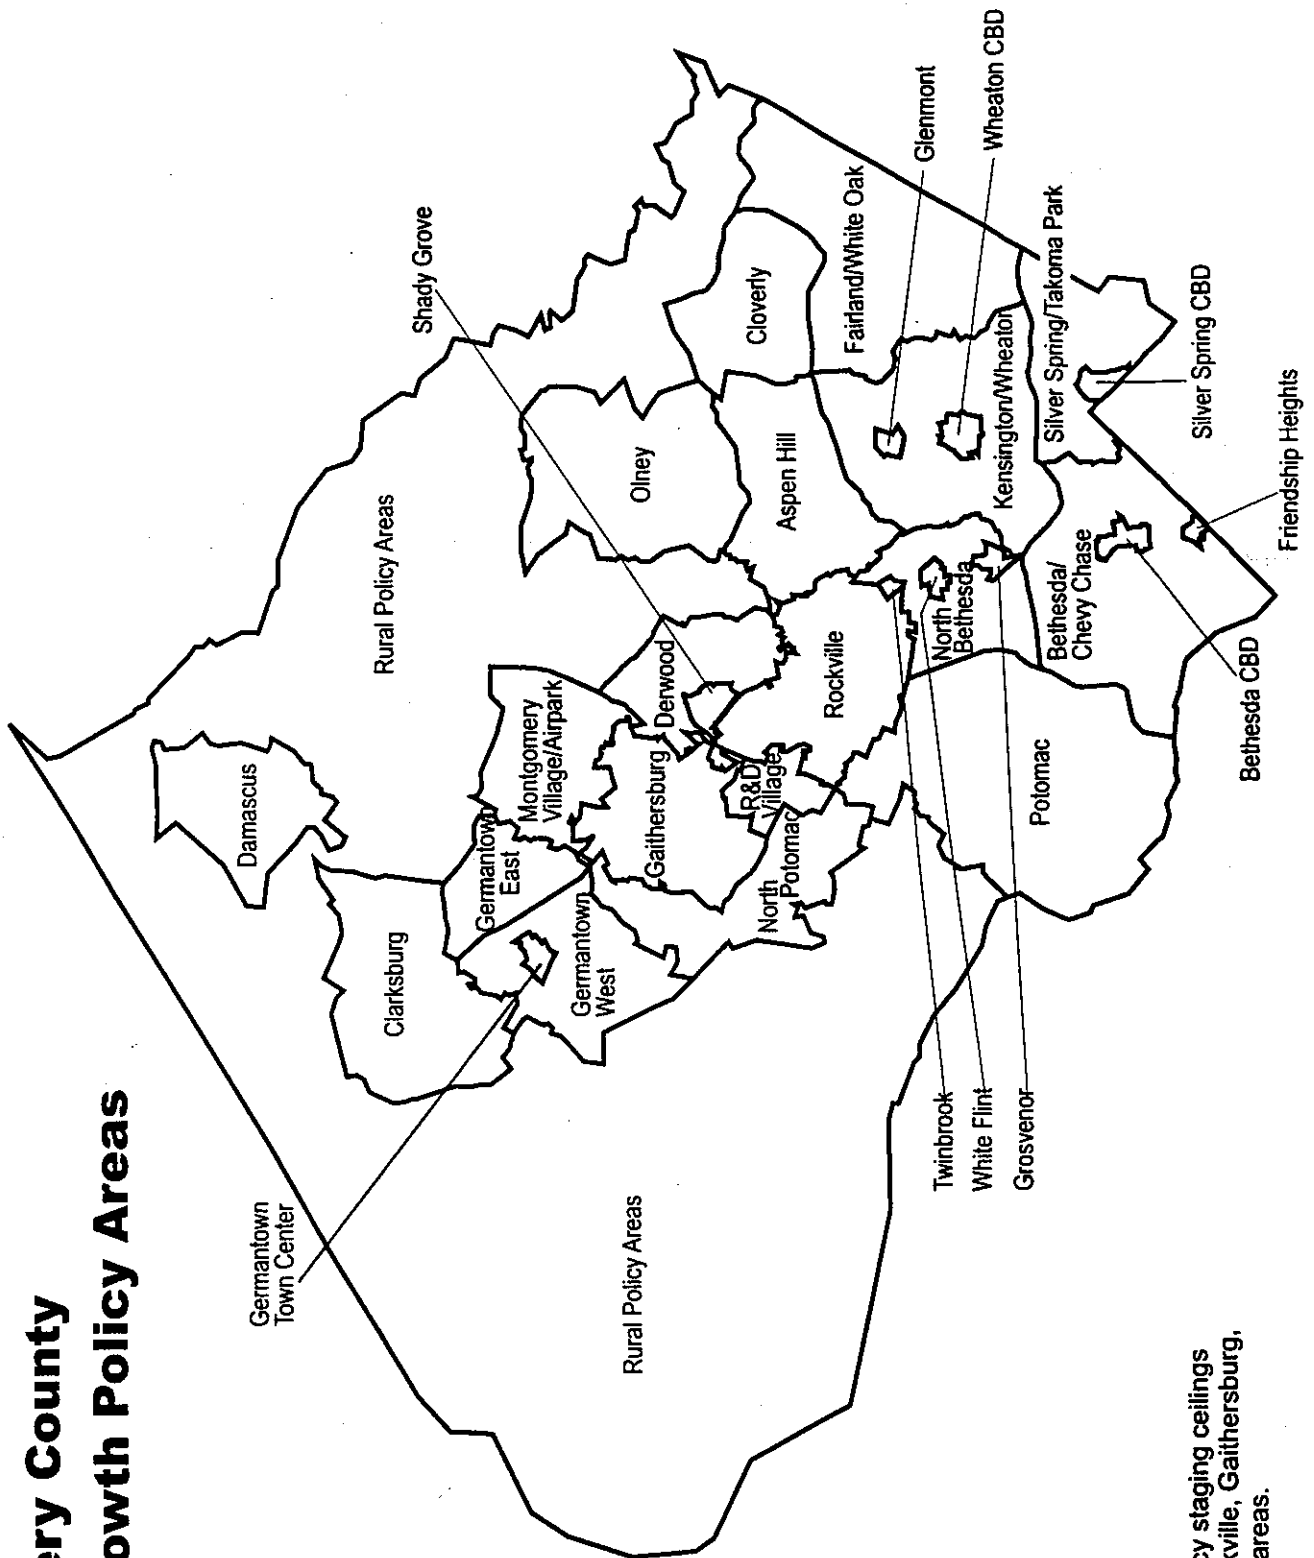 ery County
owth Policy Areas
Shady Grove
Glenmont
Wheaton CBD
Germantown
Town Center
Damascus
Rural Policy Areas
Clarksburg
Germantown
East
Montgomery
Village/Airpark
Olney
Cloverly
Fairland/White Oak
Germantown
West
Gaithersburg
Derwood
Aspen Hill
Rural Policy Areas
North
Potomac
R&D
Village
Rockville
Kensington/Wheaton
Silver Spring/Takoma Park
North
Bethesda
Bethesda/
Chevy Chase
Potomac
Twinbrook
White Flint
Grosvenor
Silver Spring CBD
Bethesda CBD
Friendship Heights
cy staging ceilings
kville, Gaithersburg,
areas.